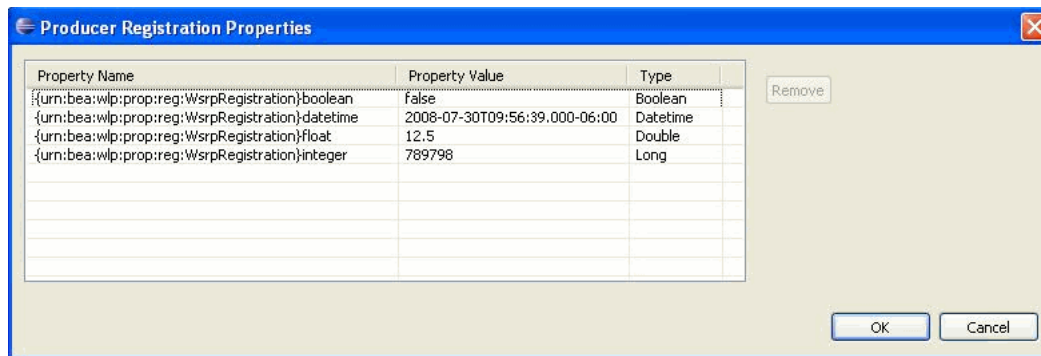 Producer Registration Properties
Property Name Property Value Type
{urn:bea:wlp:prop:reg:WsrpRegistration}boolean false Boolean
{urn:bea:wlp:prop:reg:WsrpRegistration}datetime 2008-07-30T09:56:39.000-06:00 Datetime
{urn:bea:wlp:prop:reg:WsrpRegistration}float 12.5 Double
{urn:bea:wlp:prop:reg:WsrpRegistration}integer 789798 Long
Remove
OK Cancel